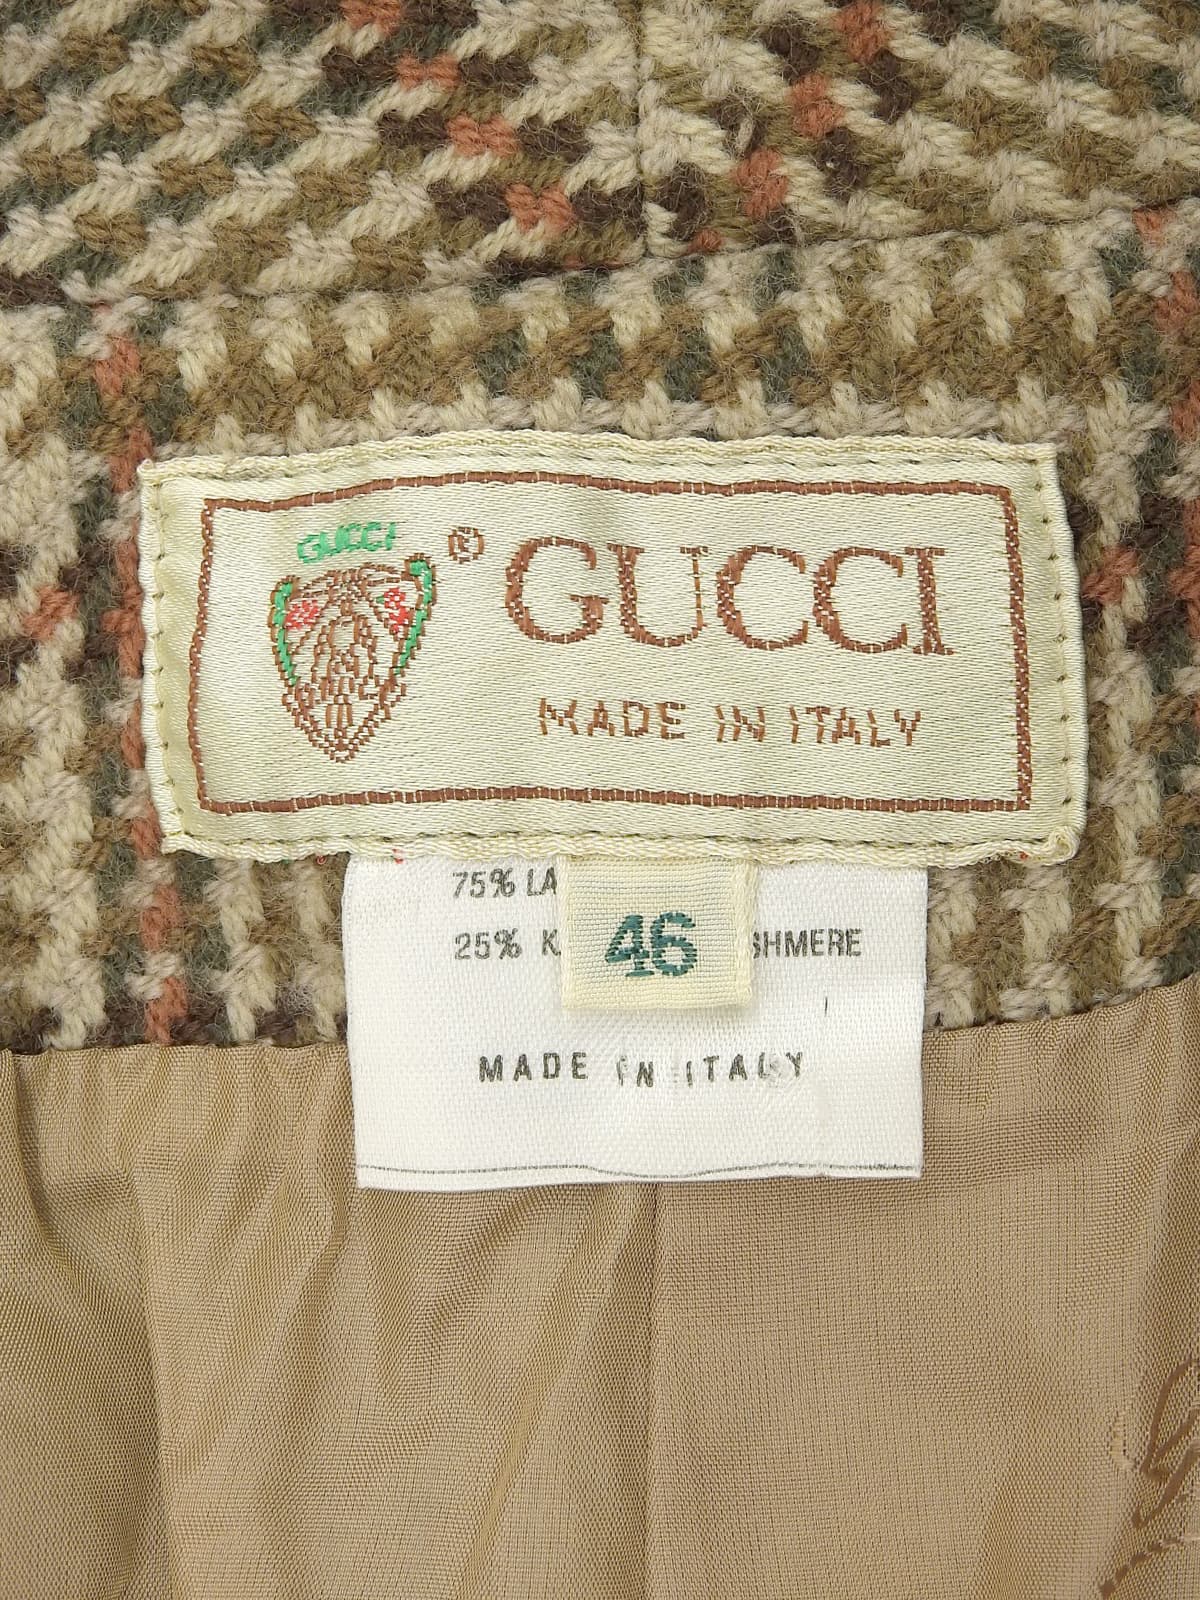 GUCCI
® GUCCI
MADE IN ITALY
75% LA
25% K SHMERE
46
MADE IN ITALY